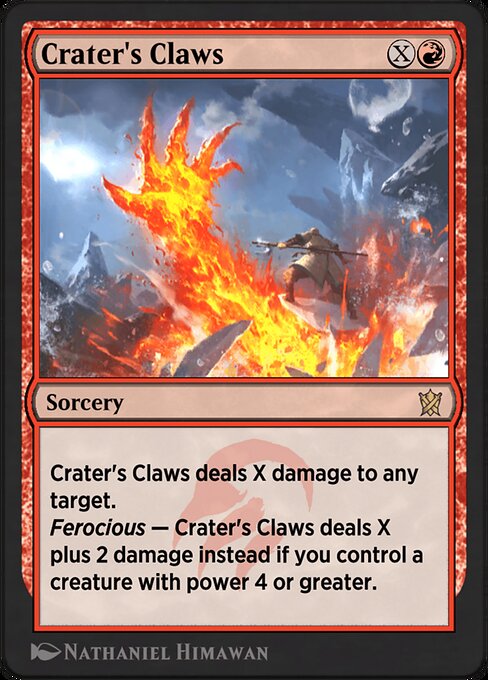 Crater's Claws X
Sorcery
Crater's Claws deals X damage to any
target.
Ferocious — Crater's Claws deals X
plus 2 damage instead if you control a
creature with power 4 or greater.
NATHANIEL HIMAWAN